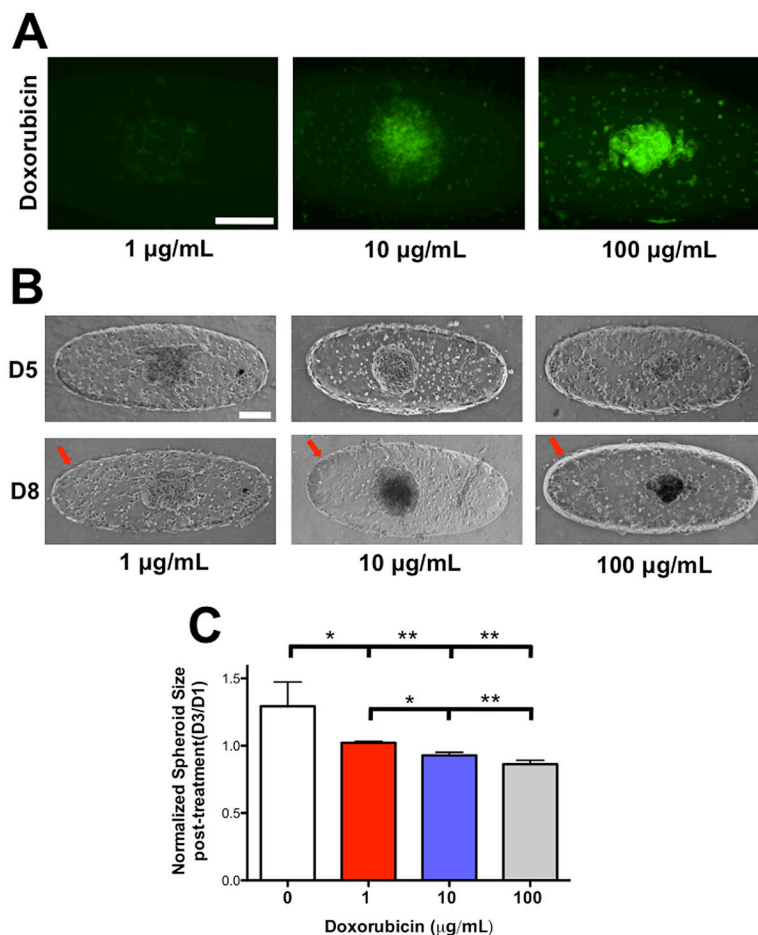 A
Doxorubicin
1 µg/mL
10 µg/mL
100 µg/mL
B
D5
D8
1 µg/mL
10 µg/mL
100 µg/mL
C
* ** **
* **
Normalized Spheroid Size
post-treatment(D3/D1)
1.5
1.0
0.5
0.0
0 1 10 100
Doxorubicin (µg/mL)